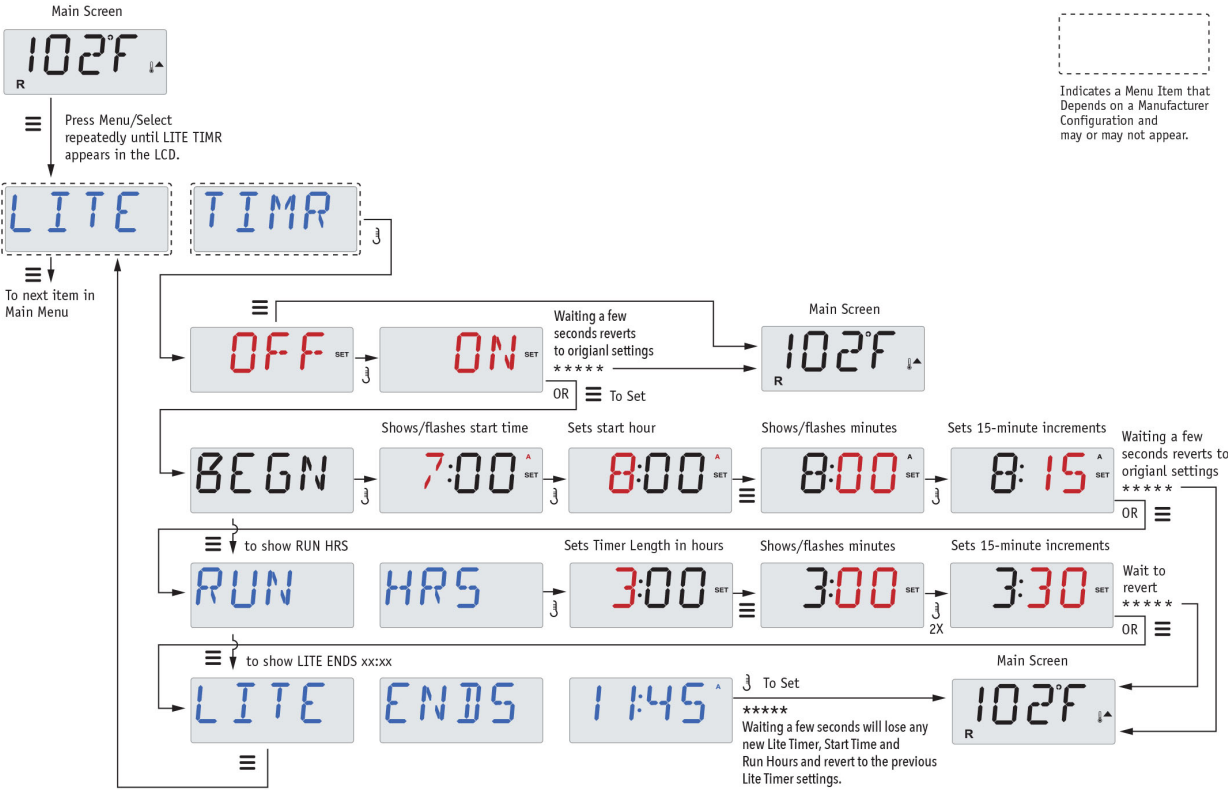 Main Screen
102°F
R
Indicates a Menu Item that
Depends on a Manufacturer
Configuration and
may or may not appear.
Press Menu/Select
repeatedly until LITE TIMR
appears in the LCD.
LITE TIMR
To next item in
Main Menu
OFF SET
ON SET
Waiting a few
seconds reverts
to origianl settings
*****
OR To Set
Main Screen
102°F
R
Shows/flashes start time
Sets start hour
Shows/flashes minutes
Sets 15-minute increments
Waiting a few
seconds reverts to
origianl settings
*****
OR
BEGN
7:00 A SET
8:00 A SET
8:00 A SET
8:15 A SET
to show RUN HRS
Sets Timer Length in hours
Shows/flashes minutes
Sets 15-minute increments
Wait to
revert
*****
OR
RUN HRS
3:00 SET
3:00 SET
2X
3:30 SET
to show LITE ENDS xx:xx
LITE ENDS 11:45 A
To Set
*****
Waiting a few seconds will lose any
new Lite Timer, Start Time and
Run Hours and revert to the previous
Lite Timer settings.
Main Screen
102°F
R